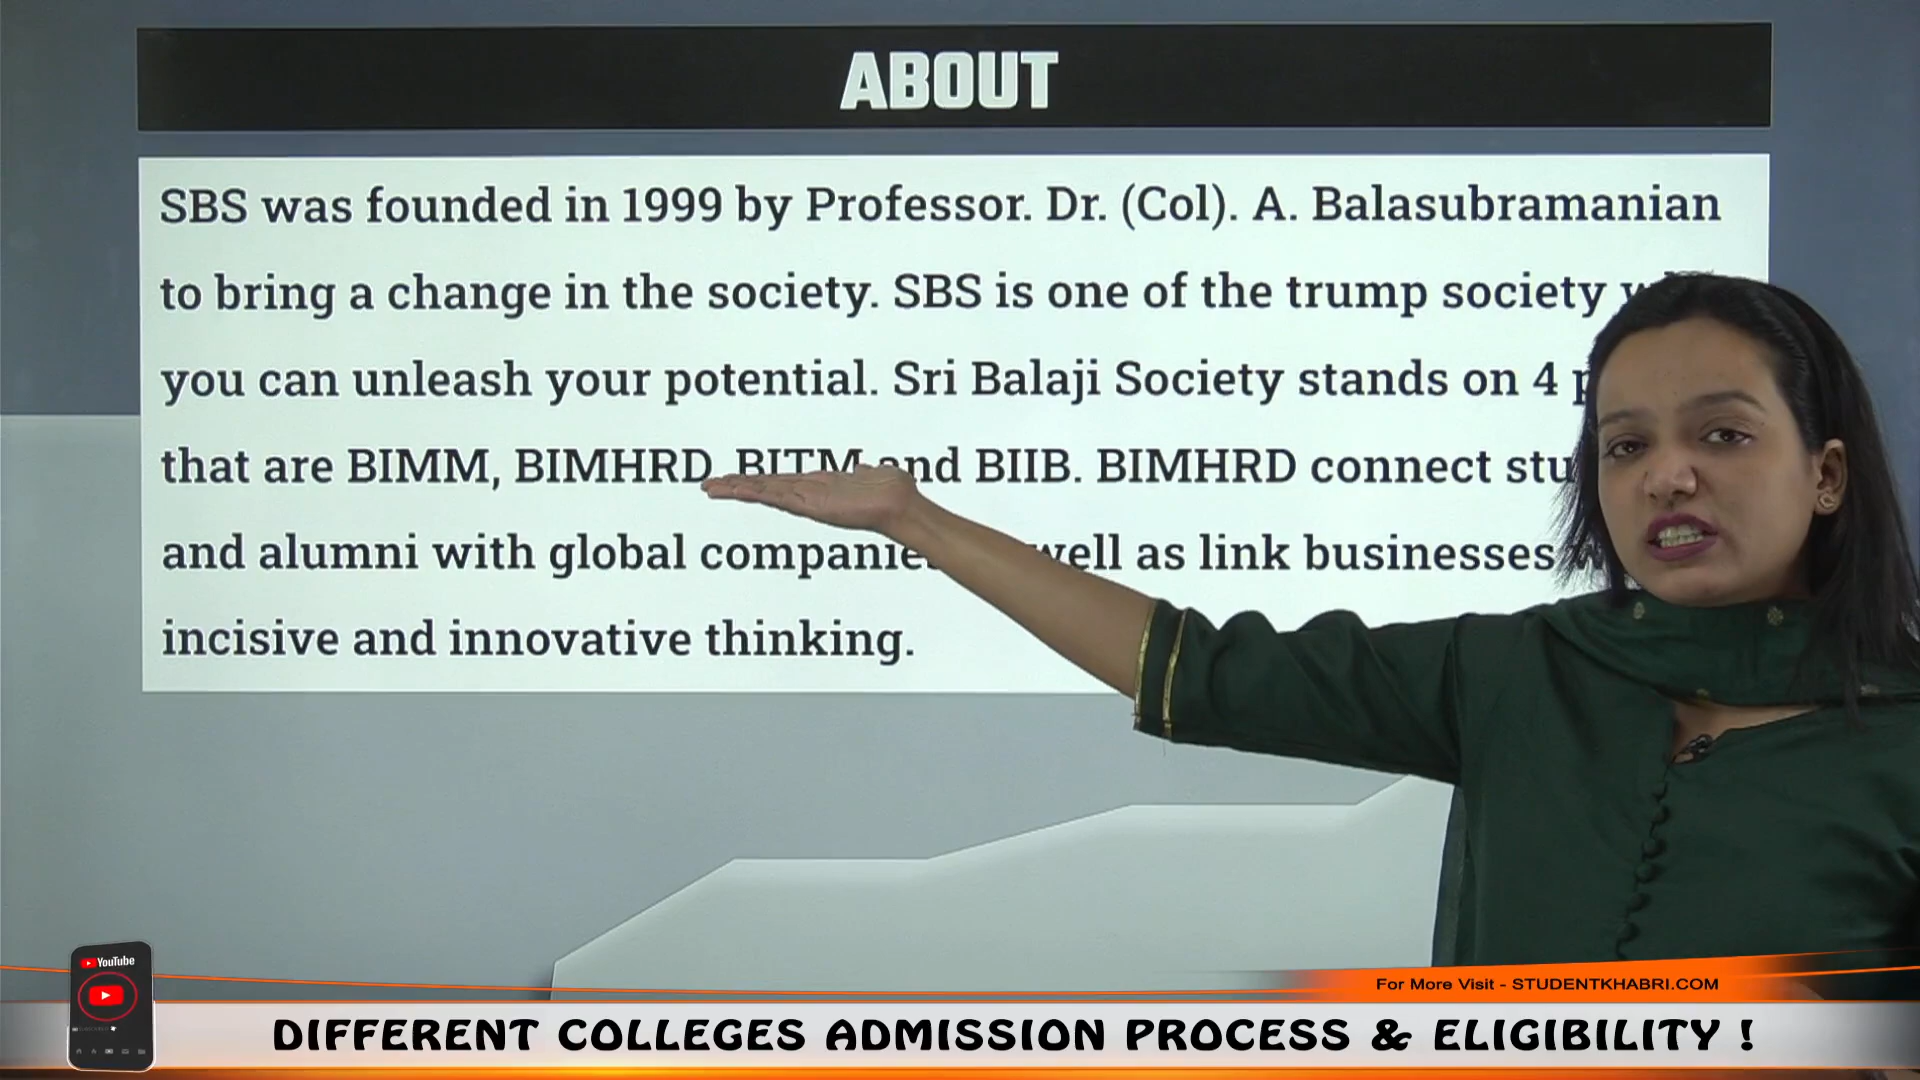 ABOUT
SBS was founded in 1999 by Professor. Dr. (Col). A. Balasubramanian
to bring a change in the society. SBS is one of the trump society
you can unleash your potential. Sri Balaji Society stands on 4
that are BIMM, BIMHRD, BITM and BIIB. BIMHRD connect
and alumni with global well as link businesses
incisive and innovative thinking.
YouTube
For More Visit - STUDENTKHABRI.COM
DIFFERENT COLLEGES ADMISSION PROCESS & ELIGIBILITY !